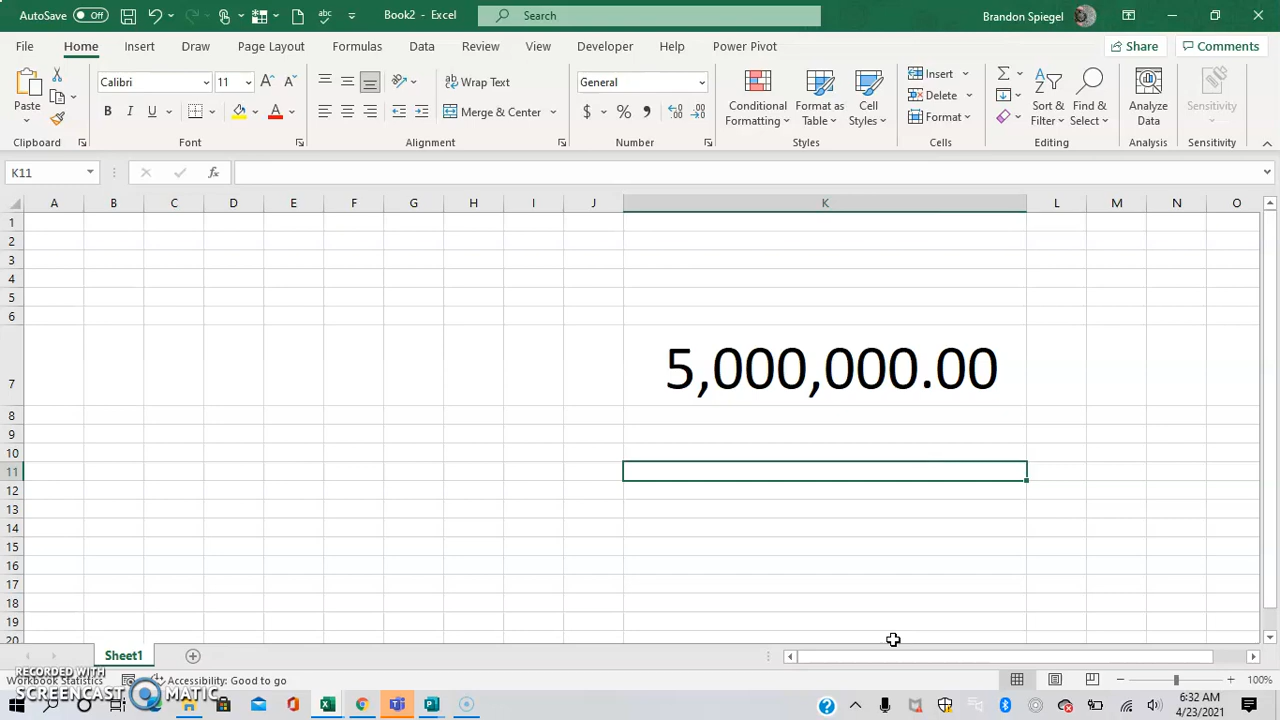 AutoSave Off Book2 - Excel Search Brandon Spiegel
File Home Insert Draw Page Layout Formulas Data Review View Developer Help Power Pivot Share Comments
Calibri 11 Wrap Text General Insert
Paste B I U Merge & Center $ % , Conditional Formatting Format as Table Cell Styles Delete Sort & Filter Find & Select Analyze Data Sensitivity
Format
Clipboard Font Alignment Number Styles Cells Editing Analysis Sensitivity
K11 fx
A B C D E F G H I J K L M N O
1
2
3
4
5
6
7 5,000,000.00
8
9
10
11
12
13
14
15
16
17
18
19
20
Sheet1
RECORDED WITH
Workbook Statistics Accessibility: Good to go 100%
SCREENCAST MATIC
6:32 AM
4/23/2021